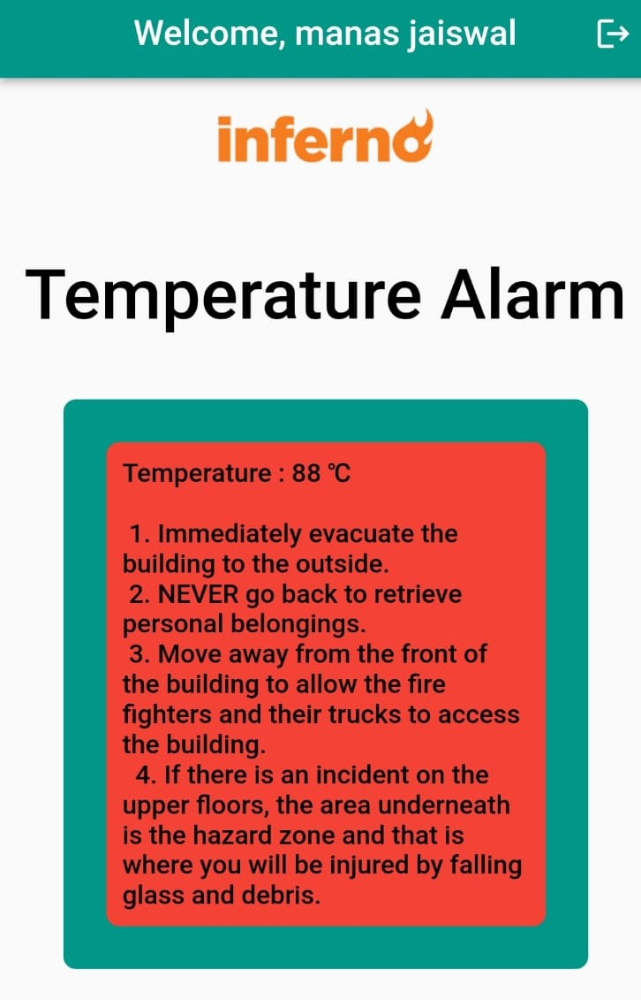 Welcome, manas jaiswal
inferno
Temperature Alarm
Temperature : 88 ℃
1. Immediately evacuate the
building to the outside.
2. NEVER go back to retrieve
personal belongings.
3. Move away from the front of
the building to allow the fire
fighters and their trucks to access
the building.
4. If there is an incident on the
upper floors, the area underneath
is the hazard zone and that is
where you will be injured by falling
glass and debris.